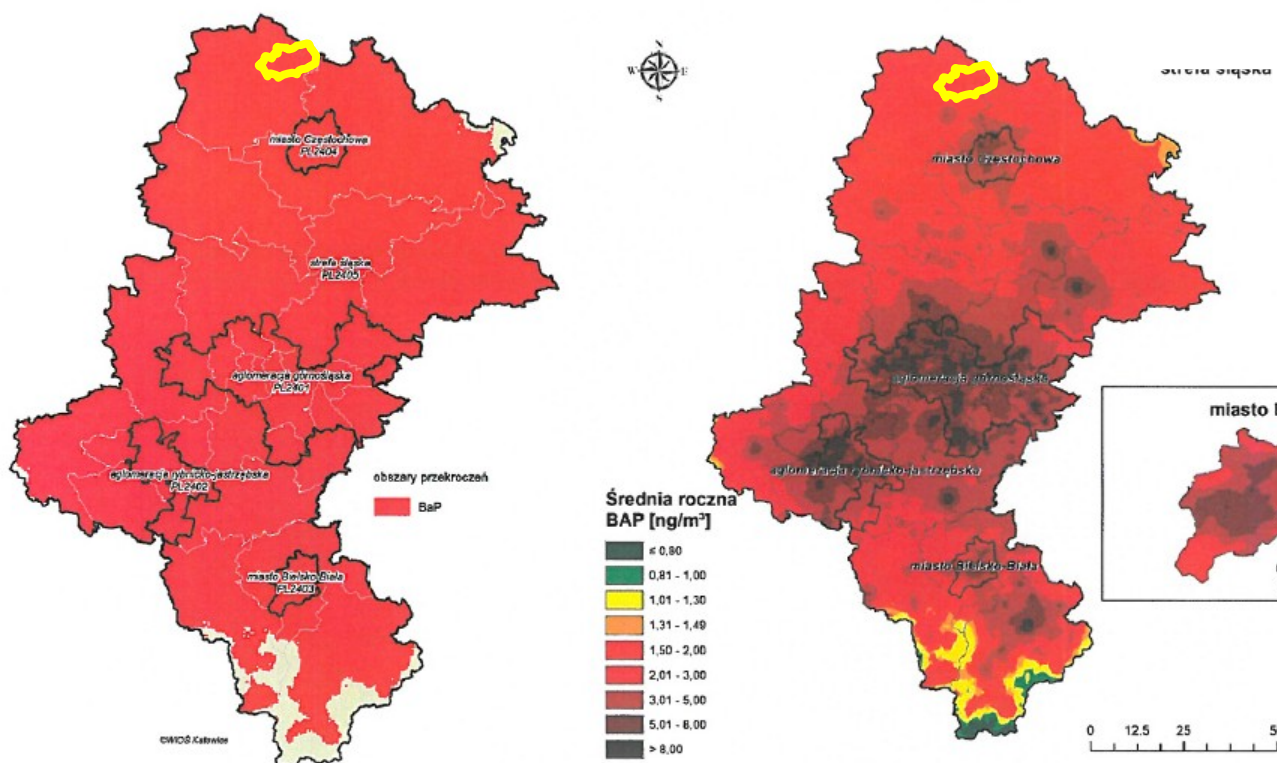 miasto Częstochowa
PL2404
strefa śląska
PL2405
aglomeracja górnośląska
PL2401
aglomeracja rybnicko-jastrzębska
PL2402
miasto Bielsko-Biała
PL2403
obszary przekroczeń
BaP
©WIOŚ Katowice
N
W E
S
strefa śląska
miasto Częstochowa
aglomeracja górnośląska
aglomeracja rybnicko-jastrzębska
miasto Bielsko-Biała
miasto
Średnia roczna
BAP [ng/m³]
≤ 0,80
0,81 - 1,00
1,01 - 1,30
1,31 - 1,49
1,50 - 2,00
2,01 - 3,00
3,01 - 5,00
5,01 - 8,00
> 8,00
0 12.5 25